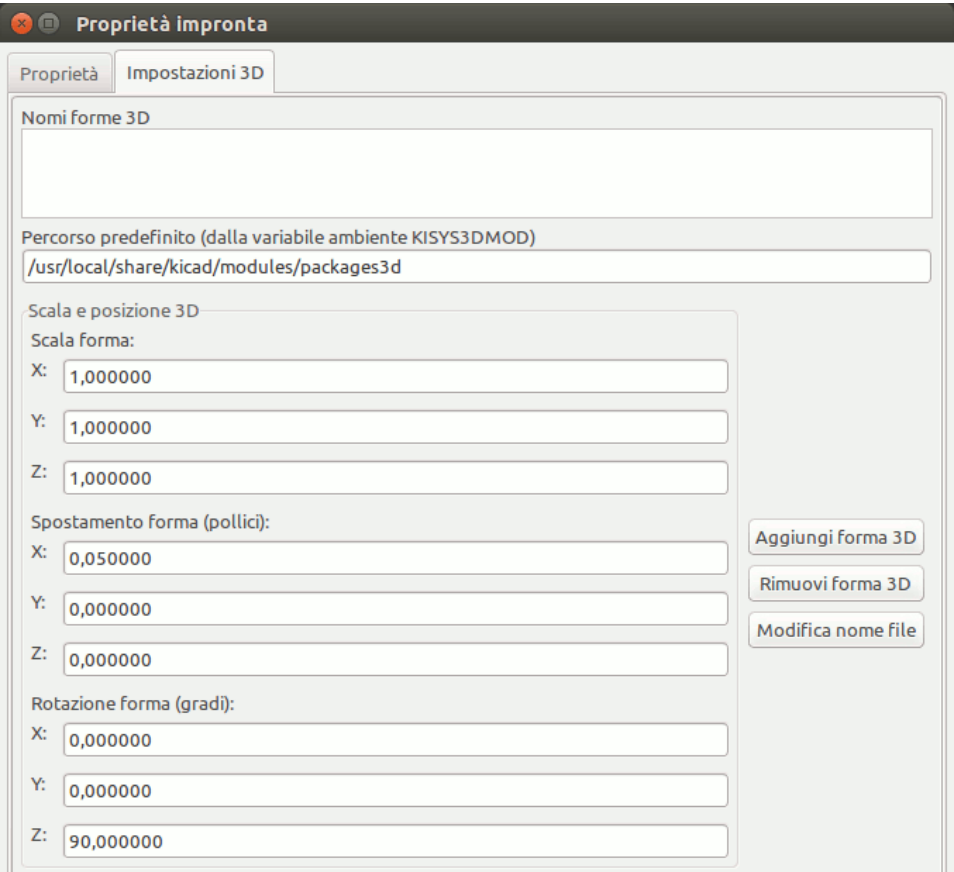 Proprietà impronta
Proprietà
Impostazioni 3D
Nomi forme 3D
Percorso predefinito (dalla variabile ambiente KISYS3DMOD)
/usr/local/share/kicad/modules/packages3d
Scala e posizione 3D
Scala forma:
X: 1,000000
Y: 1,000000
Z: 1,000000
Spostamento forma (pollici):
X: 0,050000
Y: 0,000000
Z: 0,000000
Aggiungi forma 3D
Rimuovi forma 3D
Modifica nome file
Rotazione forma (gradi):
X: 0,000000
Y: 0,000000
Z: 90,000000